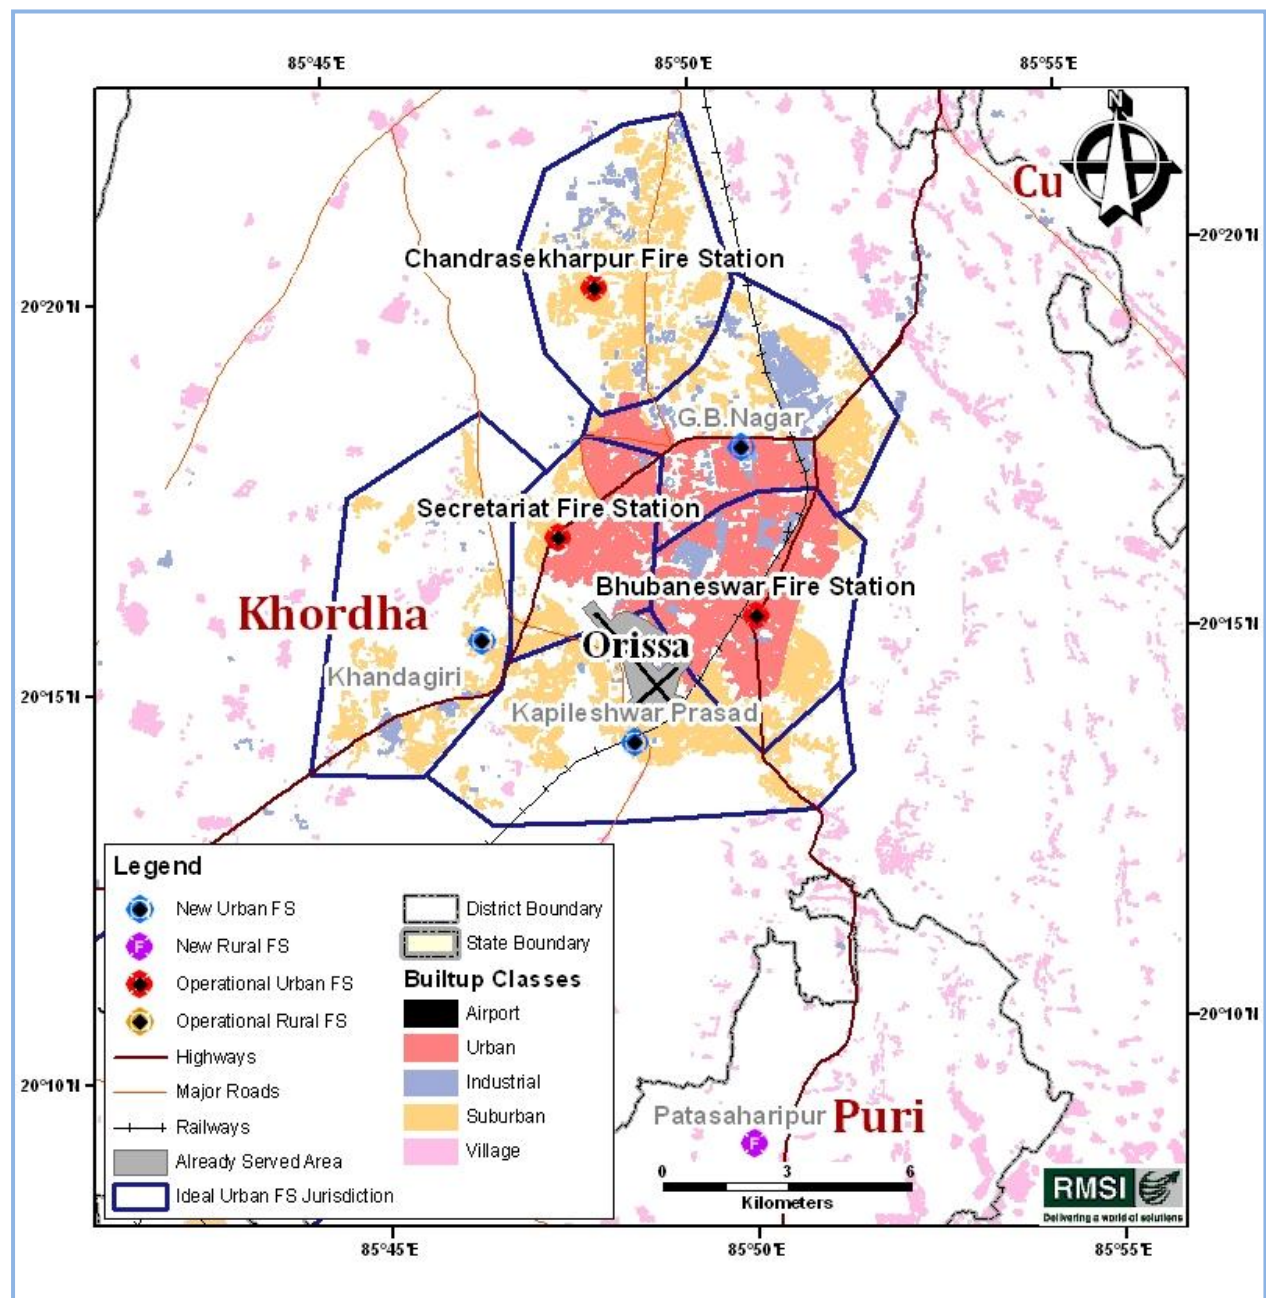 85°45'E 85°50'E 85°55'E
N
Cu
20°20'N
Chandrasekharpur Fire Station
20°20'N
G.B.Nagar
Secretariat Fire Station
Bhubaneswar Fire Station
Khordha
20°15'N
Orissa
Khandagiri
20°15'N
Kapileshwar Prasad
Legend
New Urban FS
New Rural FS
Operational Urban FS
Operational Rural FS
Highways
Major Roads
Railways
Already Served Area
Ideal Urban FS Jurisdiction
District Boundary
State Boundary
Builtup Classes
Airport
Urban
Industrial
Suburban
Village
20°10'N
20°10'N
Patasaharipur
Puri
F
F
0 3 6
Kilometers
RMSI
Delivering a world of solutions
85°45'E 85°50'E 85°55'E